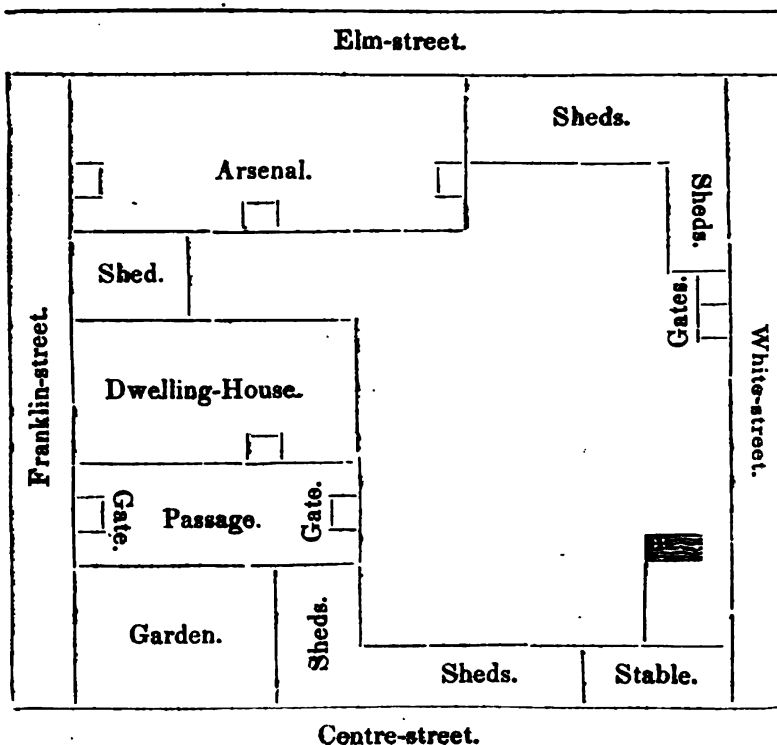 Elm-street.
Sheds.
Arsenal.
Sheds.
Shed.
Gates.
Franklin-street.
White-street.
Dwelling-House.
Gate.
Passage.
Gate.
Garden.
Sheds.
Sheds.
Stable.
Centre-street.